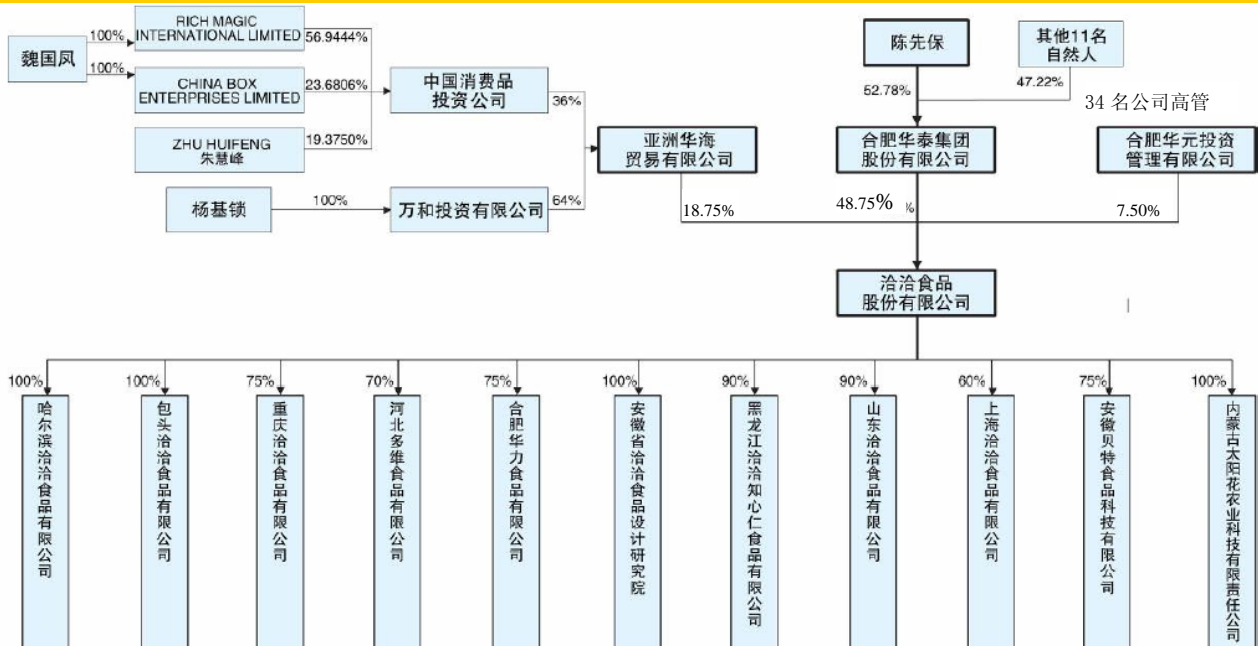 魏国凤
100%
100%
RICH MAGIC
INTERNATIONAL LIMITED
56.9444%
CHINA BOX
ENTERPRISES LIMITED
23.6806%
ZHU HUIFENG
朱慧峰
19.3750%
中国消费品
投资公司
36%
杨基锁
100%
万和投资有限公司
64%
陈先保
其他11名
自然人
52.78%
47.22%
34 名公司高管
亚洲华海
贸易有限公司
合肥华泰集团
股份有限公司
合肥华元投资
管理有限公司
18.75%
48.75%
%
7.50%
洽洽食品
股份有限公司
100%
100%
75%
70%
75%
100%
90%
90%
60%
75%
100%
哈尔滨洽洽食品有限公司
包头洽洽食品有限公司
重庆洽洽食品有限公司
河北多维食品有限公司
合肥华力食品有限公司
安徽省洽洽食品设计研究院
黑龙江洽洽知心仁食品有限公司
山东洽洽食品有限公司
上海洽洽食品有限公司
安徽贝特食品科技有限公司
内蒙古太阳花农业科技有限责任公司